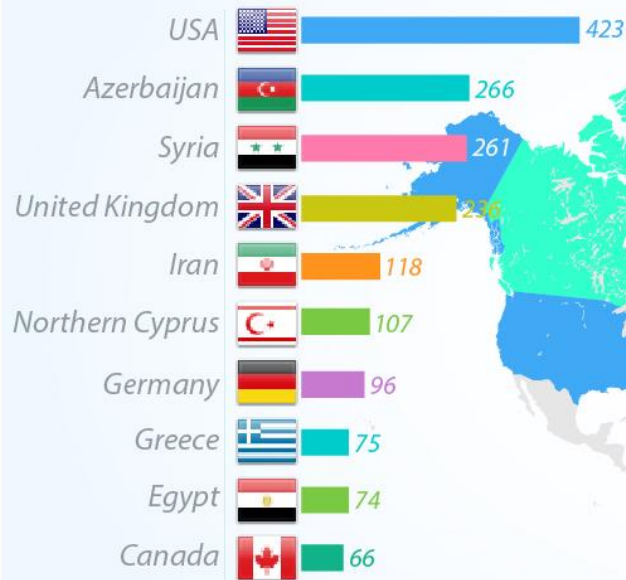 USA 423
Azerbaijan 266
Syria 261
United Kingdom 236
Iran 118
Northern Cyprus 107
Germany 96
Greece 75
Egypt 74
Canada 66